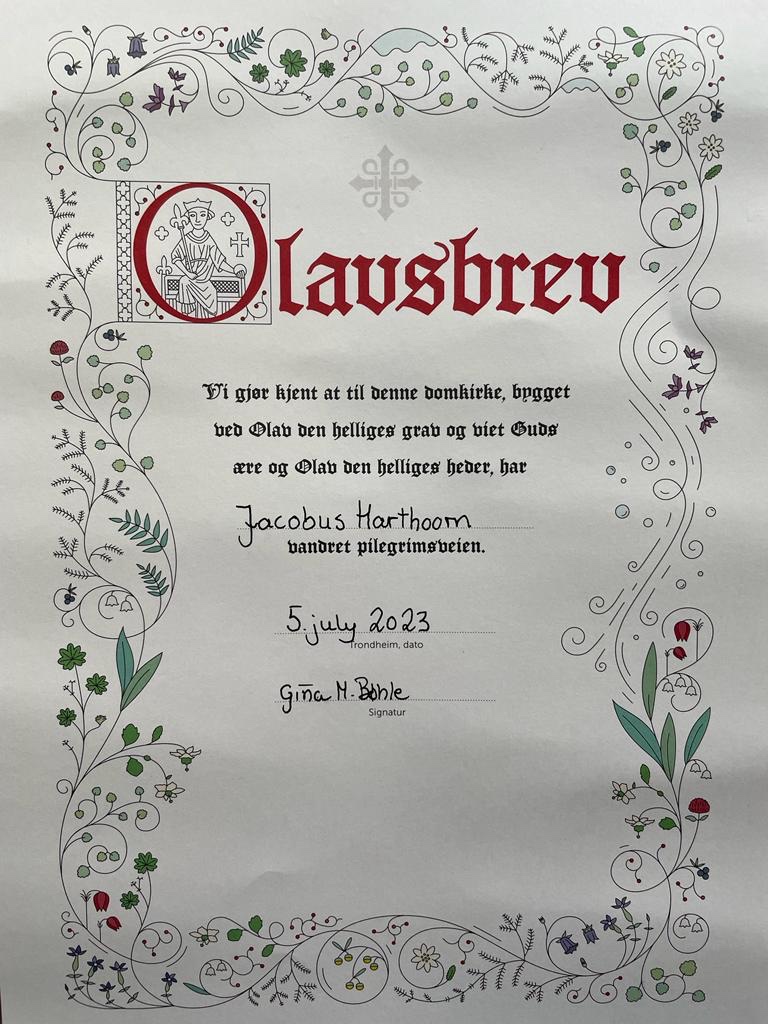 Olavsbrev
Vi gjør kjent at til denne domkirke, bygget
ved Olav den helliges grav og viet Guds
ære og Olav den helliges heder, har
Jacobus Harthoorn
vandret pilegrimsveien.
5. july 2023
Trondheim, dato
Gina M. Bøhle
Signatur